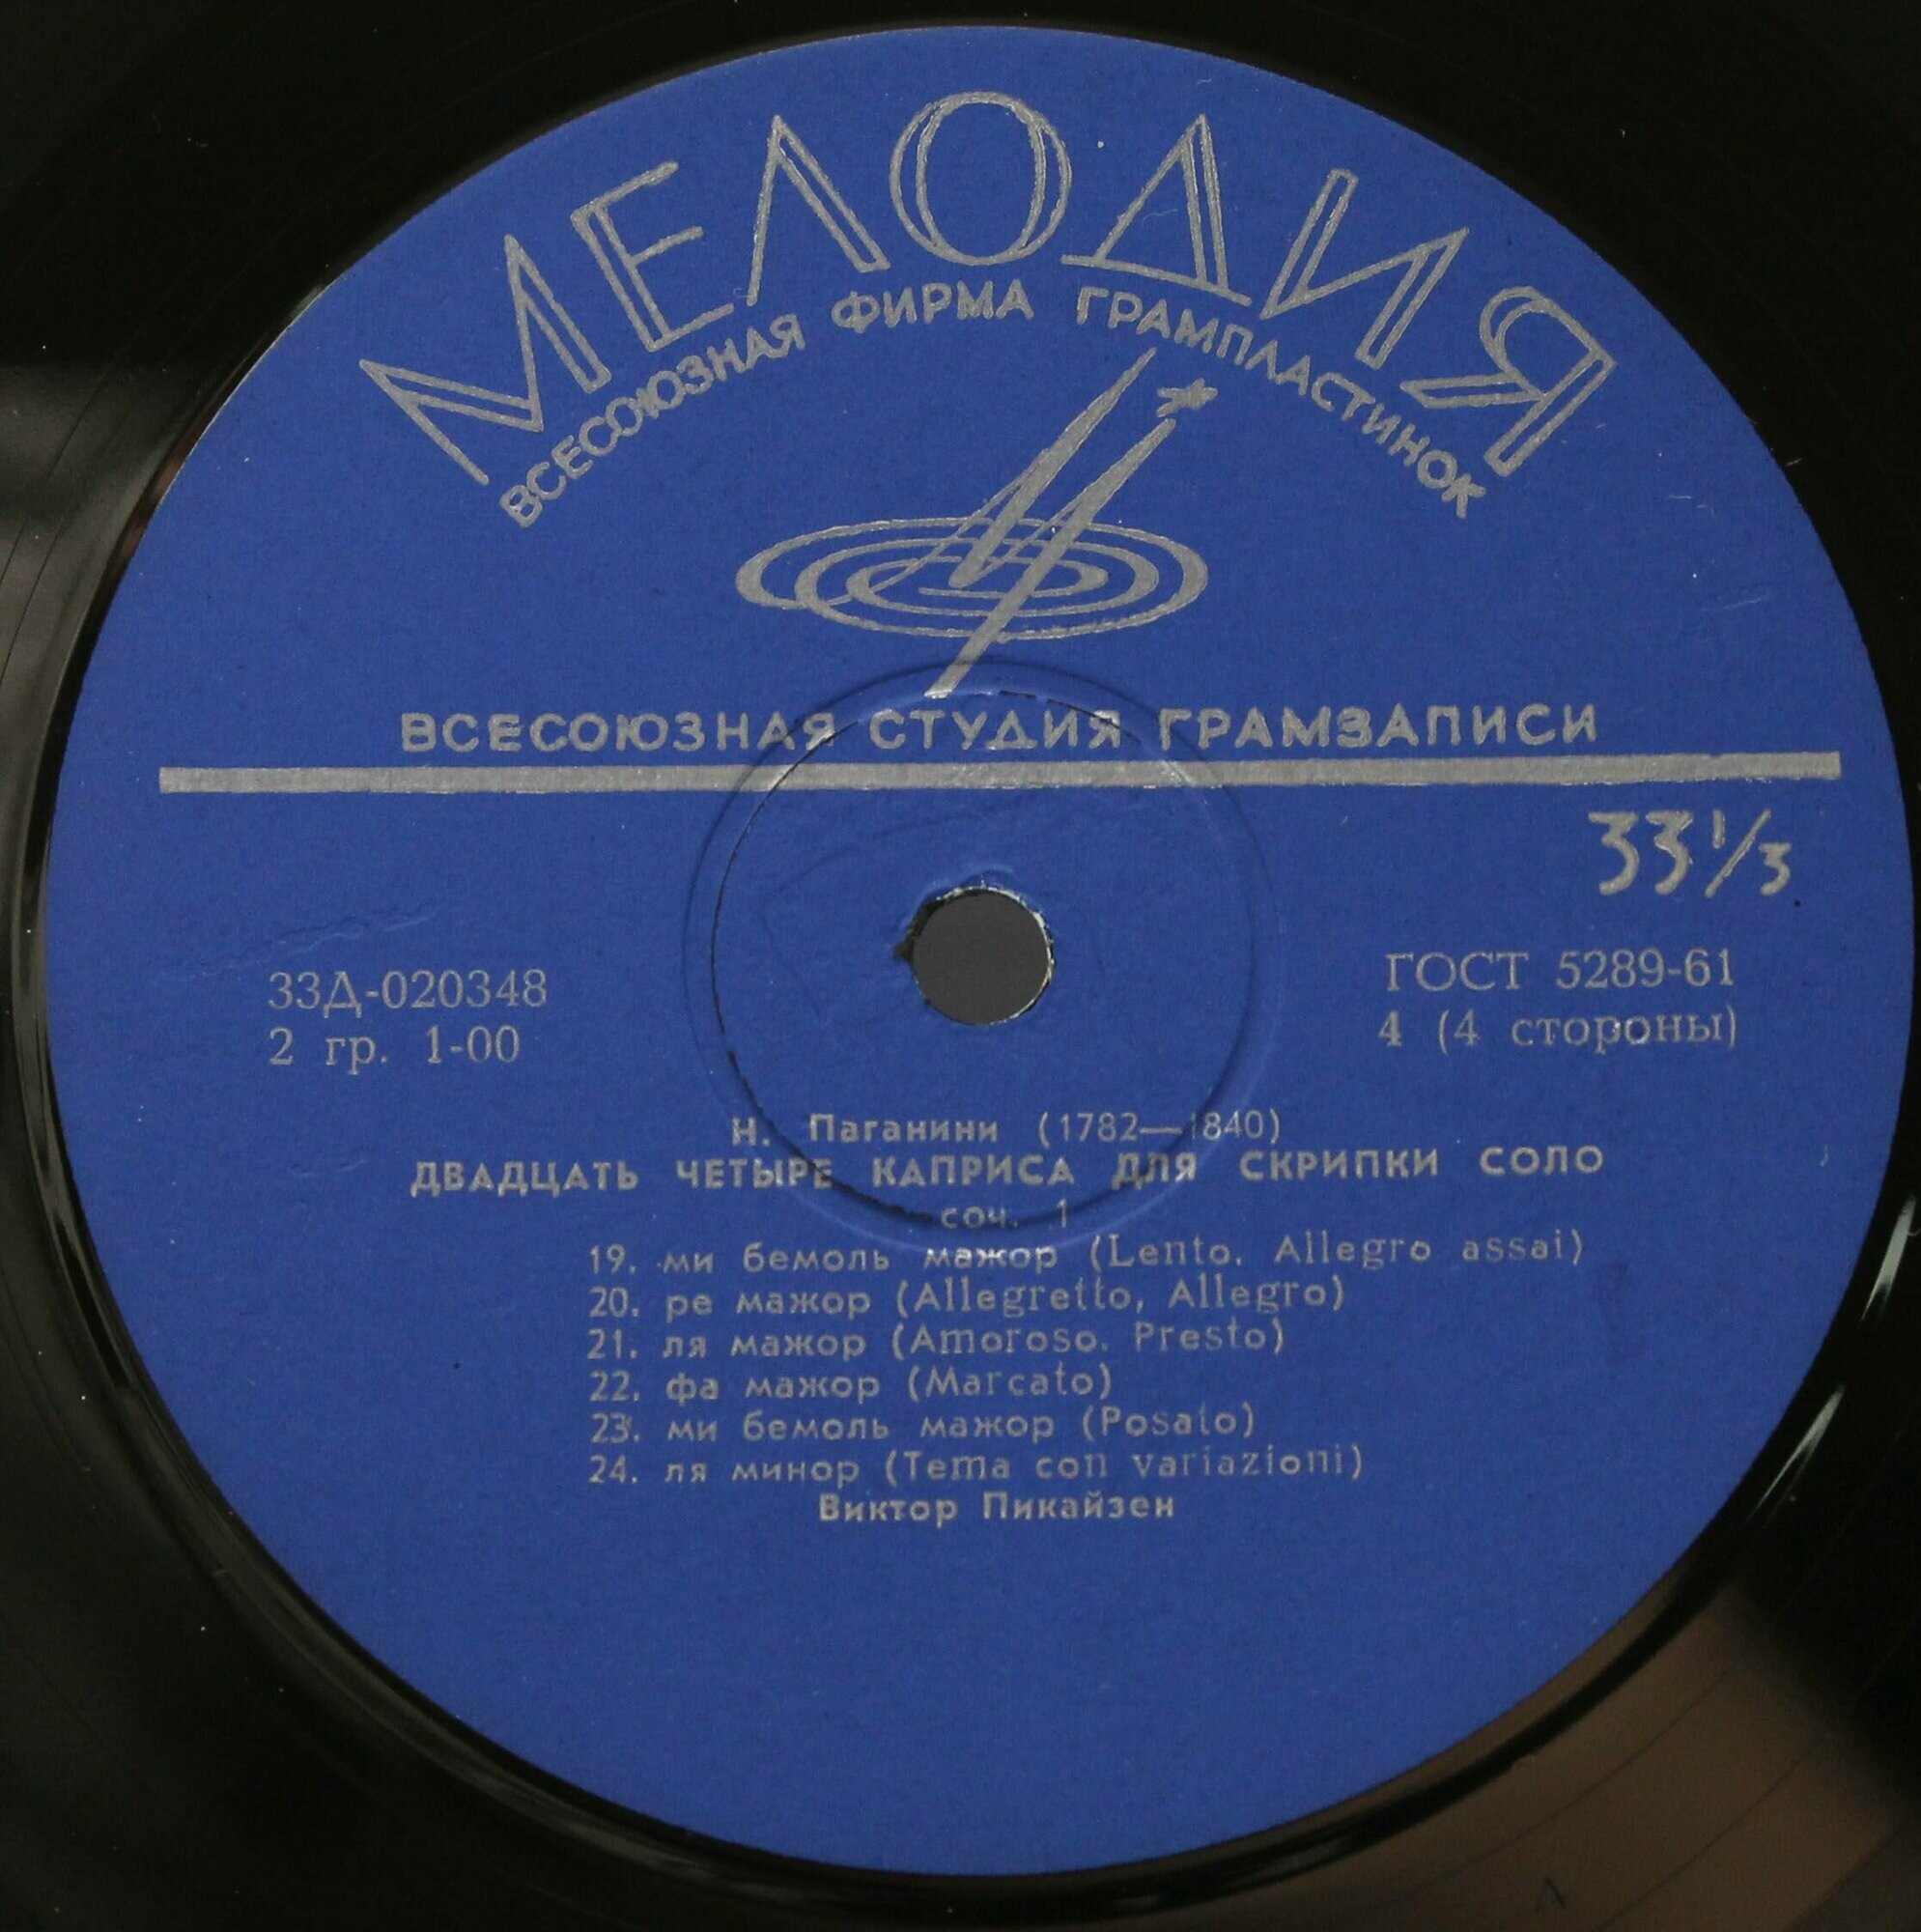 МЕЛОДИЯ
ВСЕСОЮЗНАЯ ФИРМА ГРАМПЛАСТИНОК
ВСЕСОЮЗНАЯ СТУДИЯ ГРАМЗАПИСИ
33⅓
33Д-020348
2 гр. 1-00
ГОСТ 5289-61
4 (4 стороны)
Н. Паганини (1782—1840)
ДВАДЦАТЬ ЧЕТЫРЕ КАПРИСА ДЛЯ СКРИПКИ СОЛО
соч. 1
19. ми бемоль мажор (Lento. Allegro assai)
20. ре мажор (Allegretto, Allegro)
21. ля мажор (Amoroso. Presto)
22. фа мажор (Marcato)
23. ми бемоль мажор (Posato)
24. ля минор (Tema con variazioni)
Виктор Пикайзен